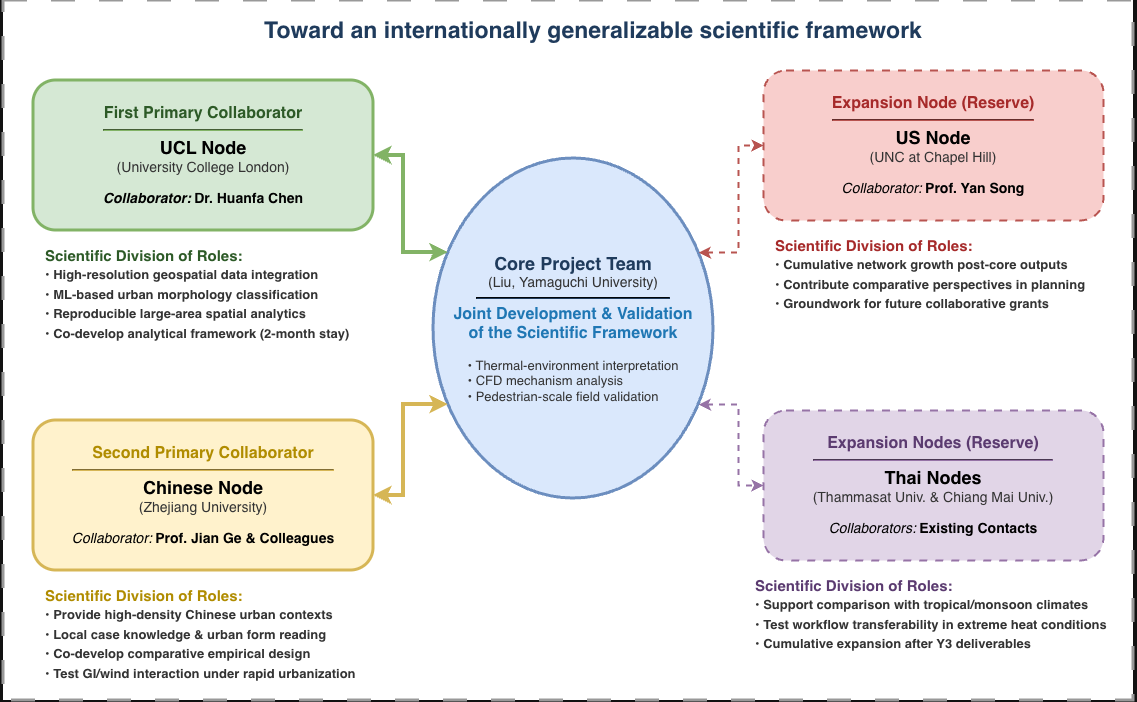 Toward an internationally generalizable scientific framework
First Primary Collaborator
UCL Node
(University College London)
Collaborator: Dr. Huanfa Chen
Scientific Division of Roles:
· High-resolution geospatial data integration
· ML-based urban morphology classification
· Reproducible large-area spatial analytics
· Co-develop analytical framework (2-month stay)
Expansion Node (Reserve)
US Node
(UNC at Chapel Hill)
Collaborator: Prof. Yan Song
Scientific Division of Roles:
· Cumulative network growth post-core outputs
· Contribute comparative perspectives in planning
· Groundwork for future collaborative grants
Core Project Team
(Liu, Yamaguchi University)
Joint Development & Validation
of the Scientific Framework
· Thermal-environment interpretation
· CFD mechanism analysis
· Pedestrian-scale field validation
Second Primary Collaborator
Chinese Node
(Zhejiang University)
Collaborator: Prof. Jian Ge & Colleagues
Scientific Division of Roles:
· Provide high-density Chinese urban contexts
· Local case knowledge & urban form reading
· Co-develop comparative empirical design
· Test GI/wind interaction under rapid urbanization
Expansion Nodes (Reserve)
Thai Nodes
(Thammasat Univ. & Chiang Mai Univ.)
Collaborators: Existing Contacts
Scientific Division of Roles:
· Support comparison with tropical/monsoon climates
· Test workflow transferability in extreme heat conditions
· Cumulative expansion after Y3 deliverables